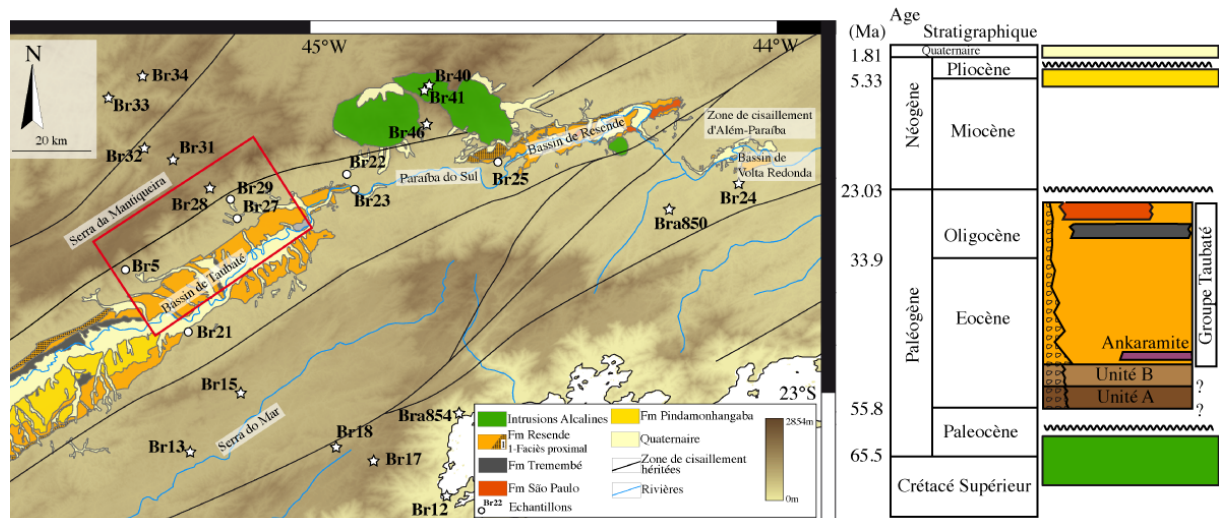 45°W
44°W
N
20 km
Br34
Br33
Br32
Br31
Br28
Br29
Br27
Br5
Br21
Br15
Br13
Br18
Br17
Br12
Bra854
Br40
Br41
Br46
Br22
Br23
Br25
Br24
Bra850
Serra da Mantiqueira
Bassin de Taubaté
Paraíba do Sul
Bassin de Resende
Zone de cisaillement
d'Além-Paraíba
Bassin de
Volta Redonda
Serra do Mar
23°S
Intrusions Alcalines
Fm Resende
1-Faciès proximal
1
Fm Tremembé
Fm São Paulo
Br22
Echantillons
Fm Pindamonhangaba
Quaternaire
Zone de cisaillement
héritées
Rivières
2854m
0m
Age
(Ma)
Stratigraphique
1.81
Quaternaire
Pliocène
5.33
Néogène
Miocène
23.03
Oligocène
33.9
Paléogène
Eocène
55.8
Paleocène
65.5
Crétacé Supérieur
Groupe Taubaté
Ankaramite
Unité B
Unité A
?
?